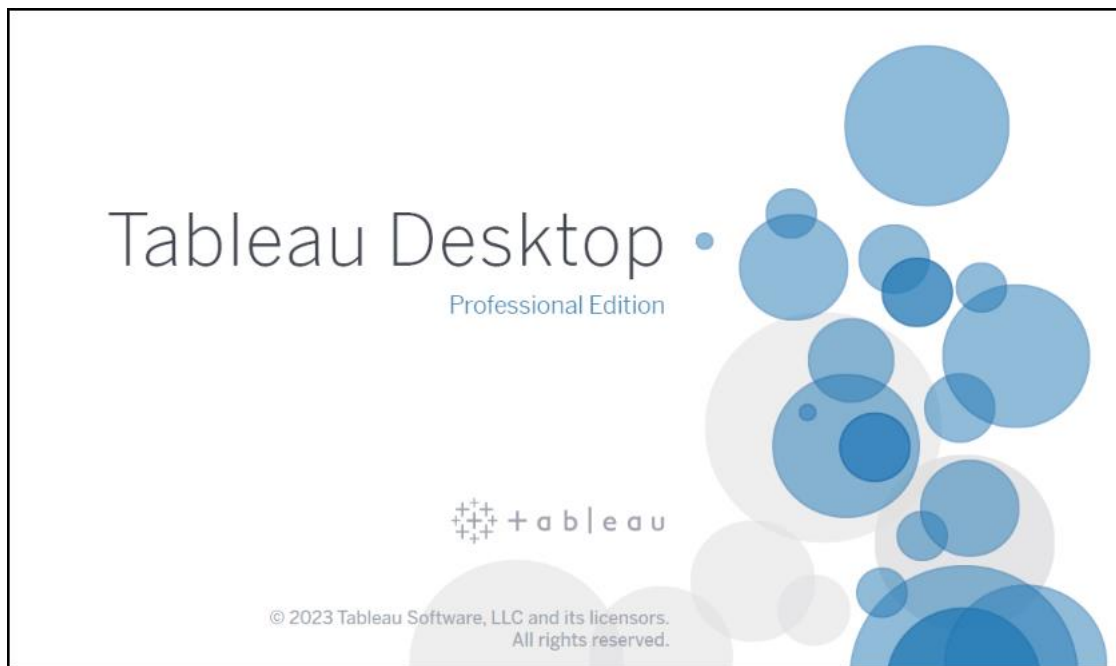 Tableau Desktop
Professional Edition
+ a b | e a u
© 2023 Tableau Software, LLC and its licensors.
All rights reserved.